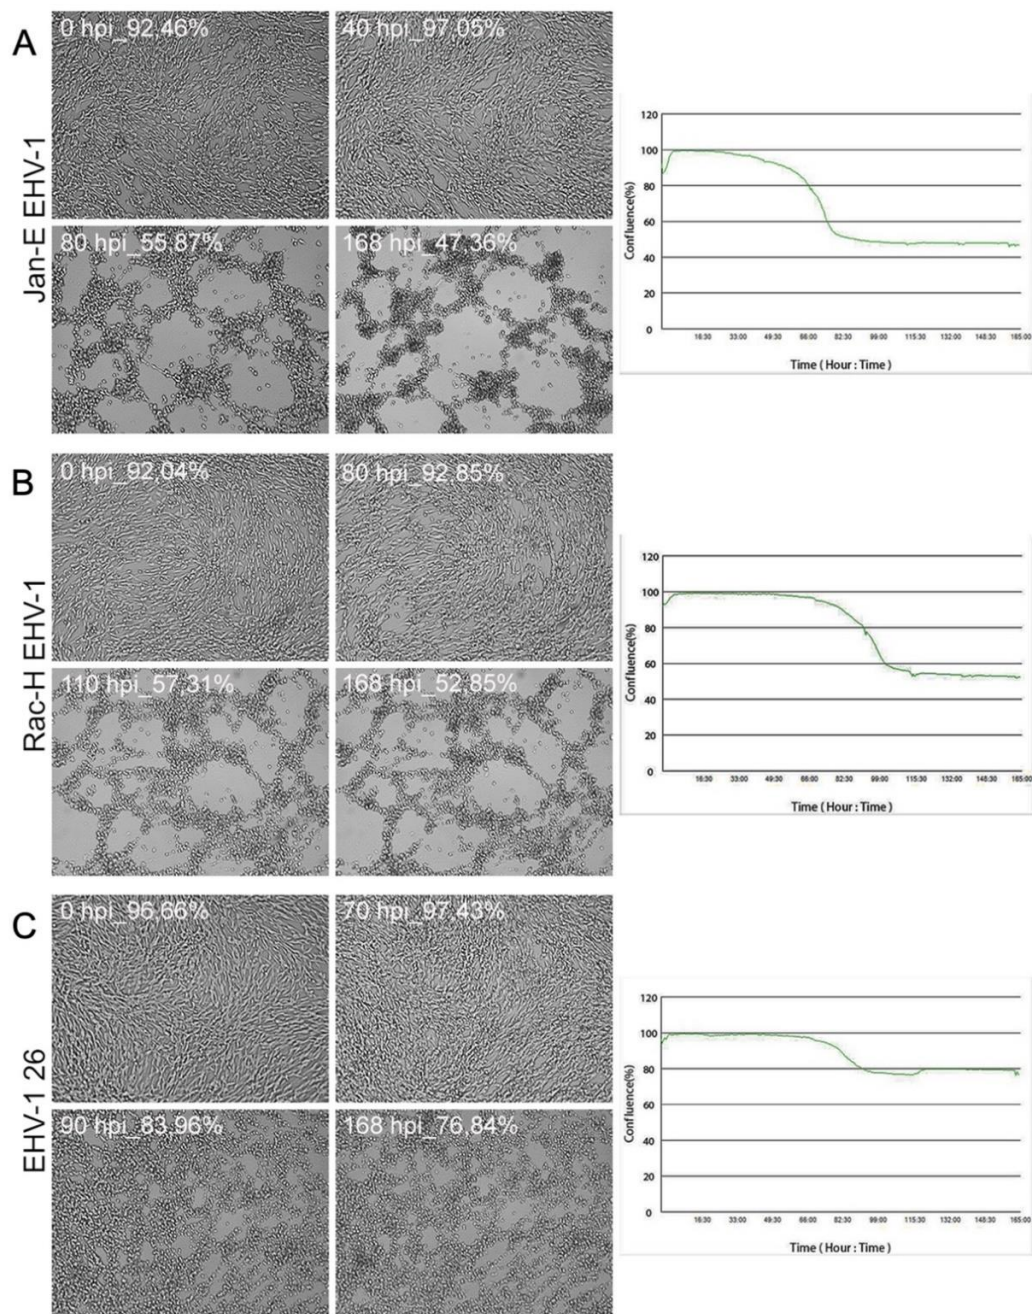 A
Jan-E EHV-1
0 hpi_92,46%
40 hpi_97,05%
80 hpi_55,87%
168 hpi_47,36%
120
100
80
60
40
20
0
Confluence(%)
16:30 33:00 49:30 66:00 82:30 99:00 115:30 132:00 148:30 165:00
Time ( Hour : Time )
B
Rac-H EHV-1
0 hpi_92,04%
80 hpi_92,85%
110 hpi_57,31%
168 hpi_52,85%
120
100
80
60
40
20
0
Confluence(%)
16:30 33:00 49:30 66:00 82:30 99:00 115:30 132:00 148:30 165:00
Time ( Hour : Time )
C
EHV-1 26
0 hpi_96,66%
70 hpi_97,43%
90 hpi_83,96%
168 hpi_76,84%
120
100
80
60
40
20
0
Confluence(%)
16:30 33:00 49:30 66:00 82:30 99:00 115:30 132:00 148:30 165:00
Time ( Hour : Time )